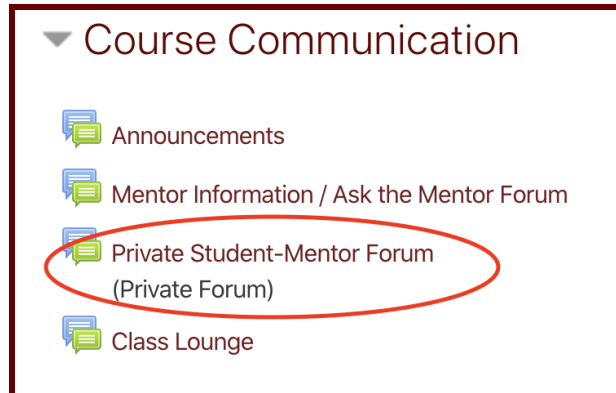 Course Communication
Announcements
Mentor Information / Ask the Mentor Forum
Private Student-Mentor Forum
(Private Forum)
Class Lounge